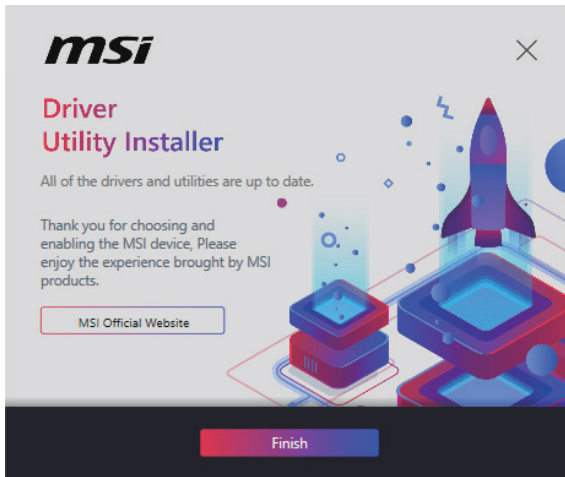 msi
Driver
Utility Installer
All of the drivers and utilities are up to date.
Thank you for choosing and
enabling the MSI device, Please
enjoy the experience brought by MSI
products.
MSI Official Website
Finish